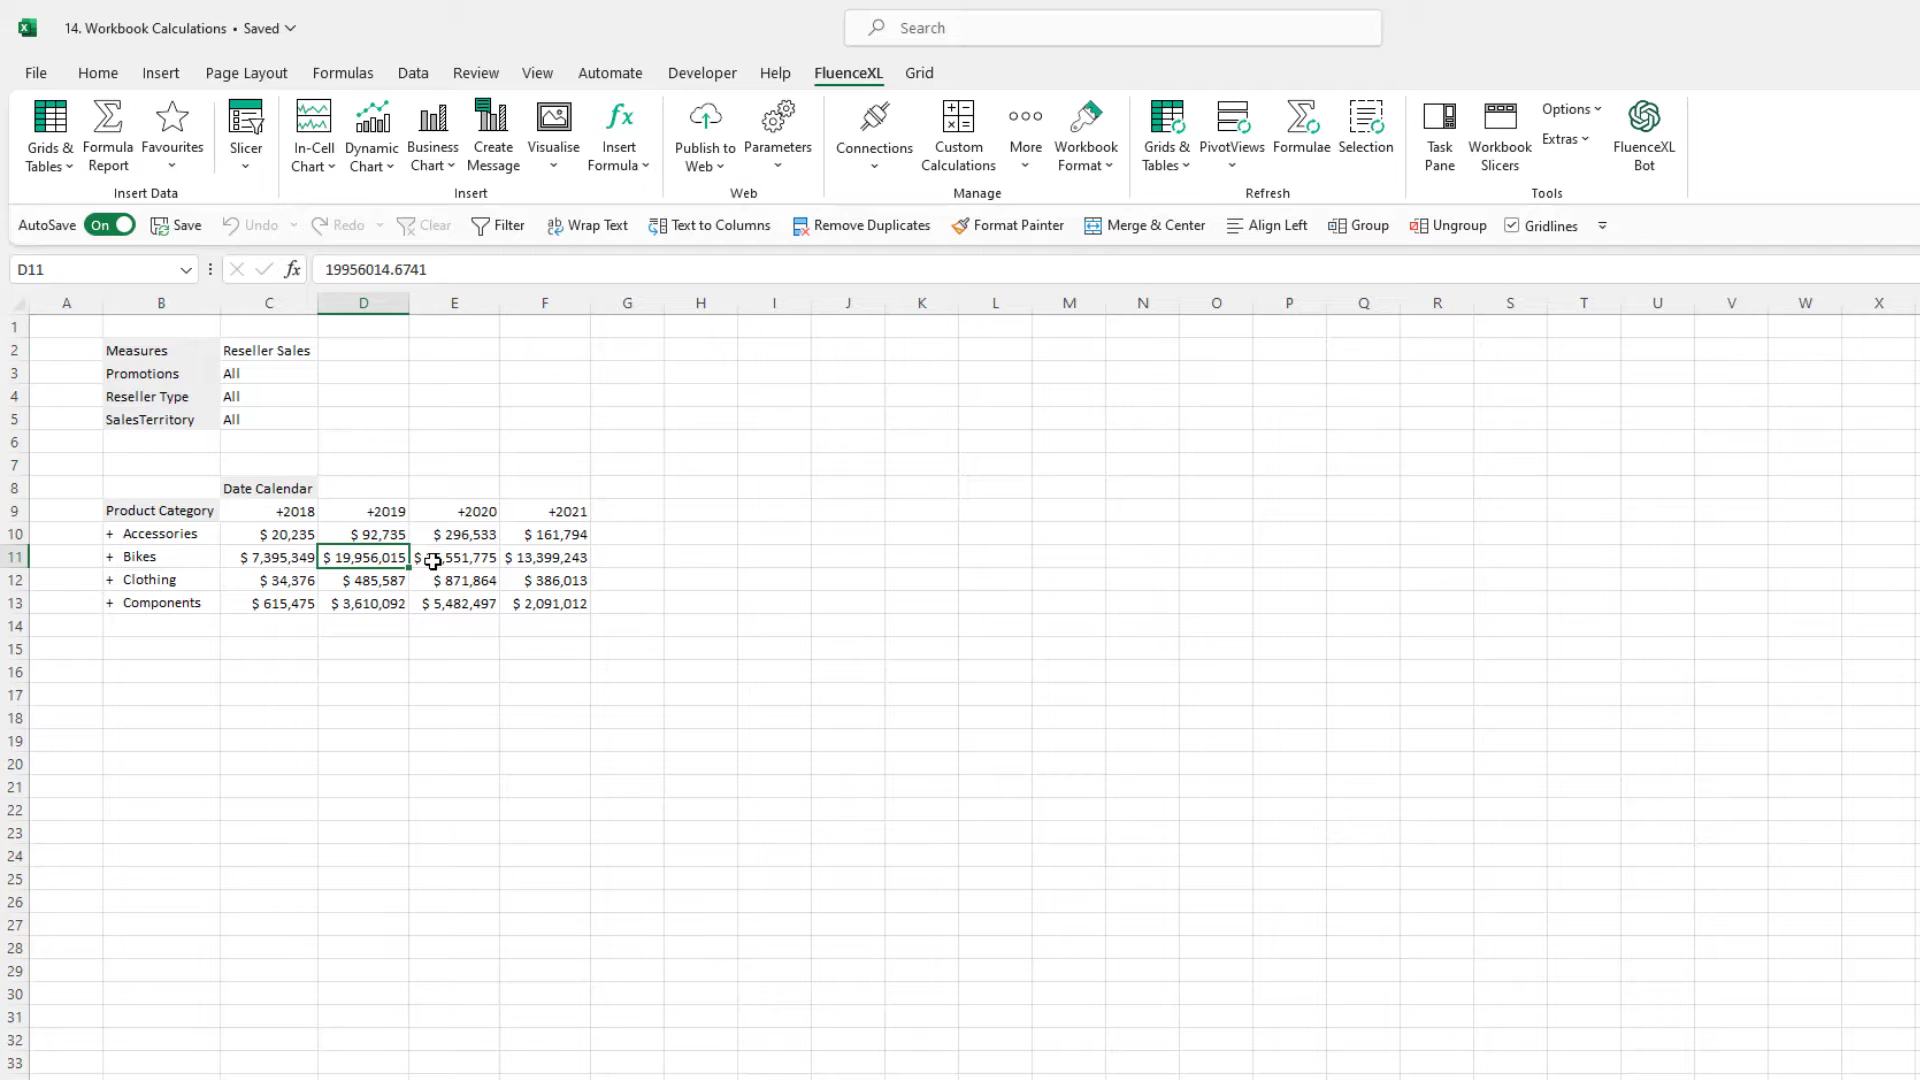 14. Workbook Calculations • Saved
Search
File Home Insert Page Layout Formulas Data Review View Automate Developer Help FluenceXL Grid
Grids & Tables
Formula Report
Favourites
Slicer
In-Cell Chart
Dynamic Chart
Business Chart
Create Message
Visualise
Insert Formula
Publish to Web
Parameters
Connections
Custom Calculations
More
Workbook Format
Grids & Tables
PivotViews
Formulae
Selection
Task Pane
Workbook Slicers
Options
Extras
FluenceXL Bot
Insert Data Insert Web Manage Refresh Tools
AutoSave On Save Undo Redo Clear Filter Wrap Text Text to Columns Remove Duplicates Format Painter Merge & Center Align Left Group Ungroup Gridlines
D11 fx 19956014.6741
A B C D E F G H I J K L M N O P Q R S T U V W X
1
2 Measures Reseller Sales
3 Promotions All
4 Reseller Type All
5 SalesTerritory All
6
7
8 Date Calendar
9 Product Category +2018 +2019 +2020 +2021
10 + Accessories $ 20,235 $ 92,735 $ 296,533 $ 161,794
11 + Bikes $ 7,395,349 $ 19,956,015 $ ,551,775 $ 13,399,243
12 + Clothing $ 34,376 $ 485,587 $ 871,864 $ 386,013
13 + Components $ 615,475 $ 3,610,092 $ 5,482,497 $ 2,091,012
14
15
16
17
18
19
20
21
22
23
24
25
26
27
28
29
30
31
32
33